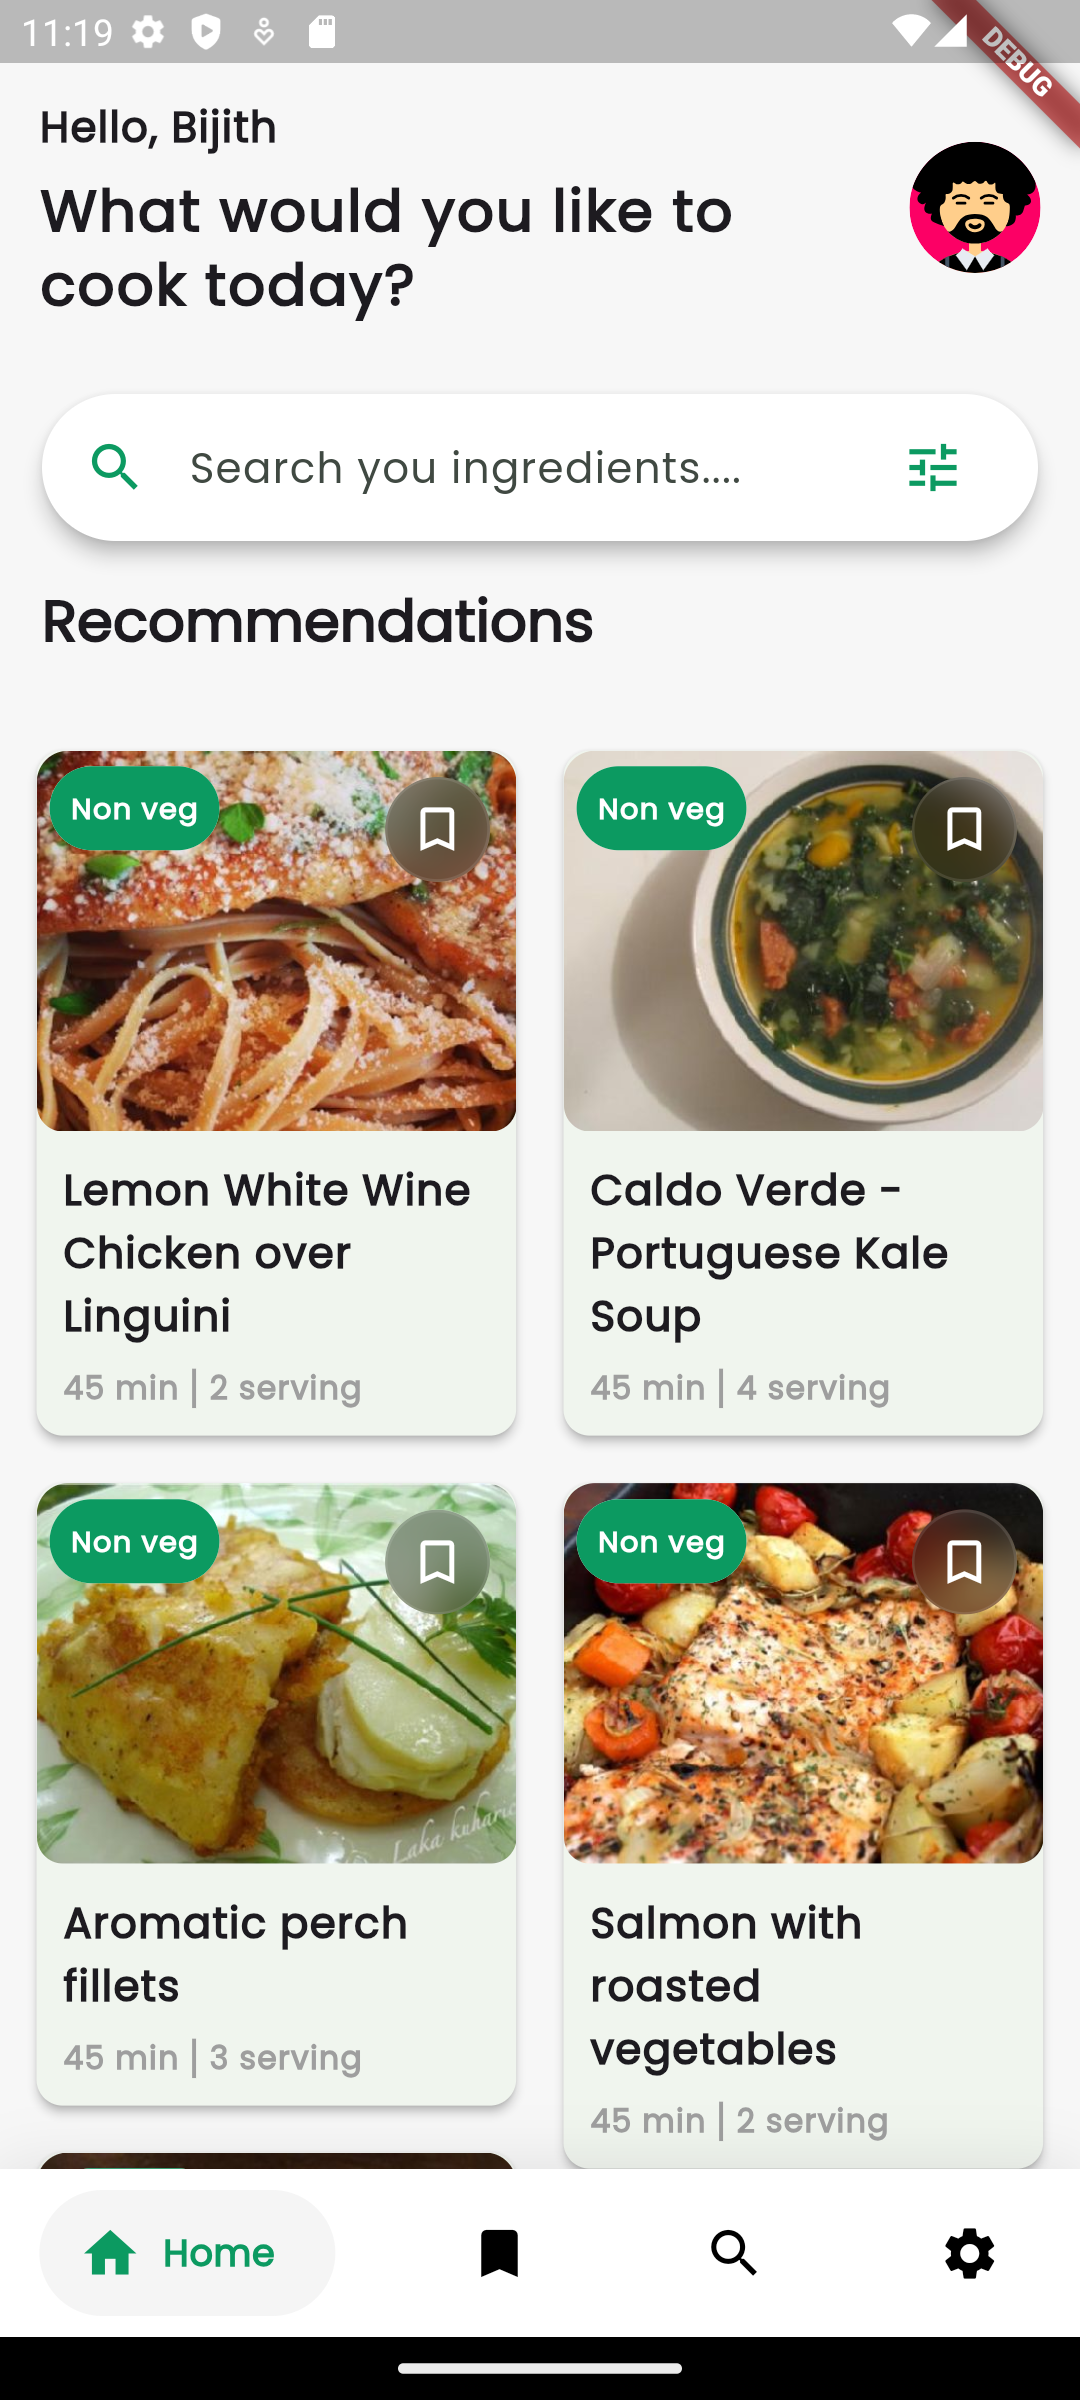 11:19
DEBUG
Hello, Bijith
What would you like to
cook today?
Search you ingredients....
Recommendations
Non veg
Lemon White Wine
Chicken over
Linguini
45 min | 2 serving
Non veg
Caldo Verde -
Portuguese Kale
Soup
45 min | 4 serving
Non veg
Laka kuharic
Aromatic perch
fillets
45 min | 3 serving
Non veg
Salmon with
roasted
vegetables
45 min | 2 serving
Home